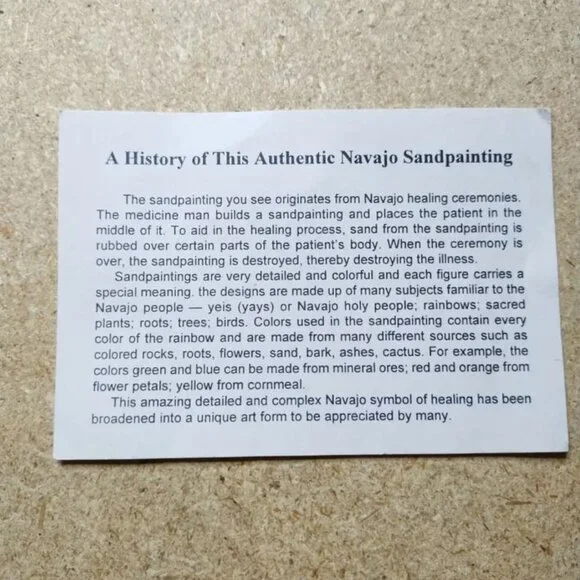 A History of This Authentic Navajo Sandpainting
The sandpainting you see originates from Navajo healing ceremonies.
The medicine man builds a sandpainting and places the patient in the
middle of it. To aid in the healing process, sand from the sandpainting is
rubbed over certain parts of the patient's body. When the ceremony is
over, the sandpainting is destroyed, thereby destroying the illness.
Sandpaintings are very detailed and colorful and each figure carries a
special meaning. the designs are made up of many subjects familiar to the
Navajo people — yeis (yays) or Navajo holy people; rainbows; sacred
plants; roots; trees; birds. Colors used in the sandpainting contain every
color of the rainbow and are made from many different sources such as
colored rocks, roots, flowers, sand, bark, ashes, cactus. For example, the
colors green and blue can be made from mineral ores; red and orange from
flower petals; yellow from cornmeal.
This amazing detailed and complex Navajo symbol of healing has been
broadened into a unique art form to be appreciated by many.